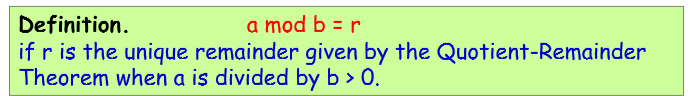 Definition. a mod b = r
if r is the unique remainder given by the Quotient-Remainder
Theorem when a is divided by b > 0.